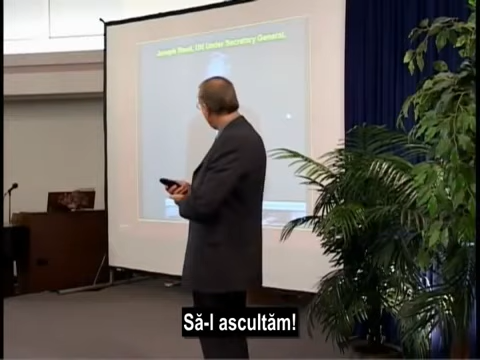 Joseph Reed, UN Under Secretary General.
Să-l ascultăm!